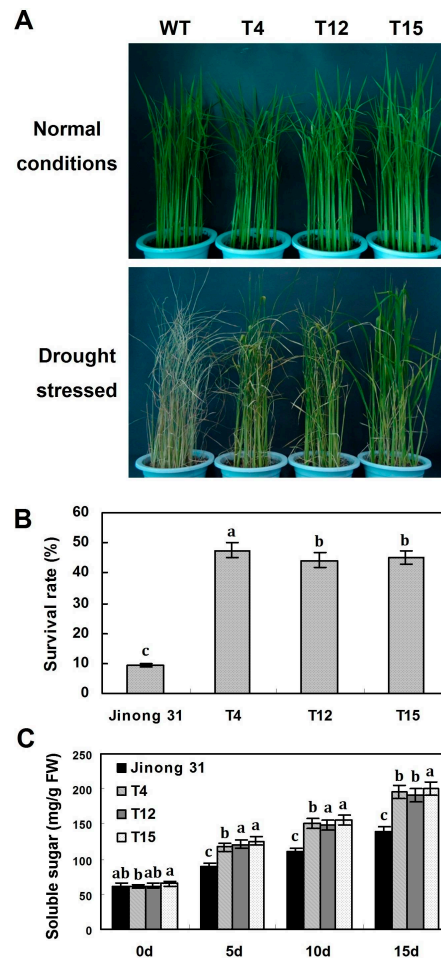 A
WT T4 T12 T15
Normal
conditions
Drought
stressed
B
Survival rate (%)
60
50
40
30
20
10
0
c
a
b
b
Jinong 31 T4 T12 T15
C
Soluble sugar (mg/g FW)
250
200
150
100
50
0
Jinong 31
T4
T12
T15
ab b ab a
c b a a
c b a a
c b b a
0d 5d 10d 15d